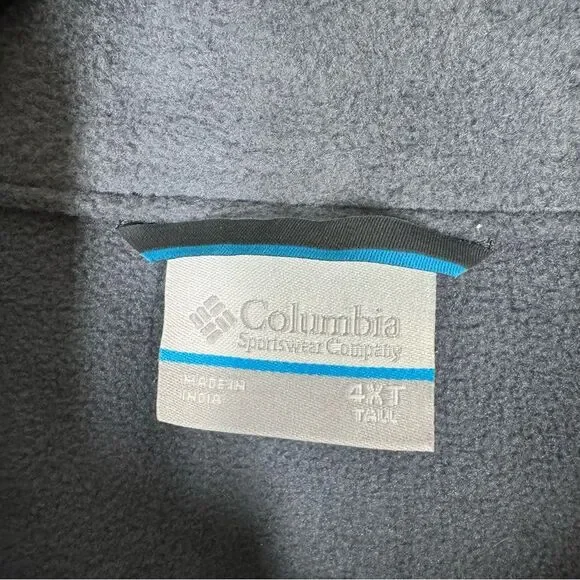 Columbia
Sportswear Company
MADE IN
INDIA
4XT
TALL